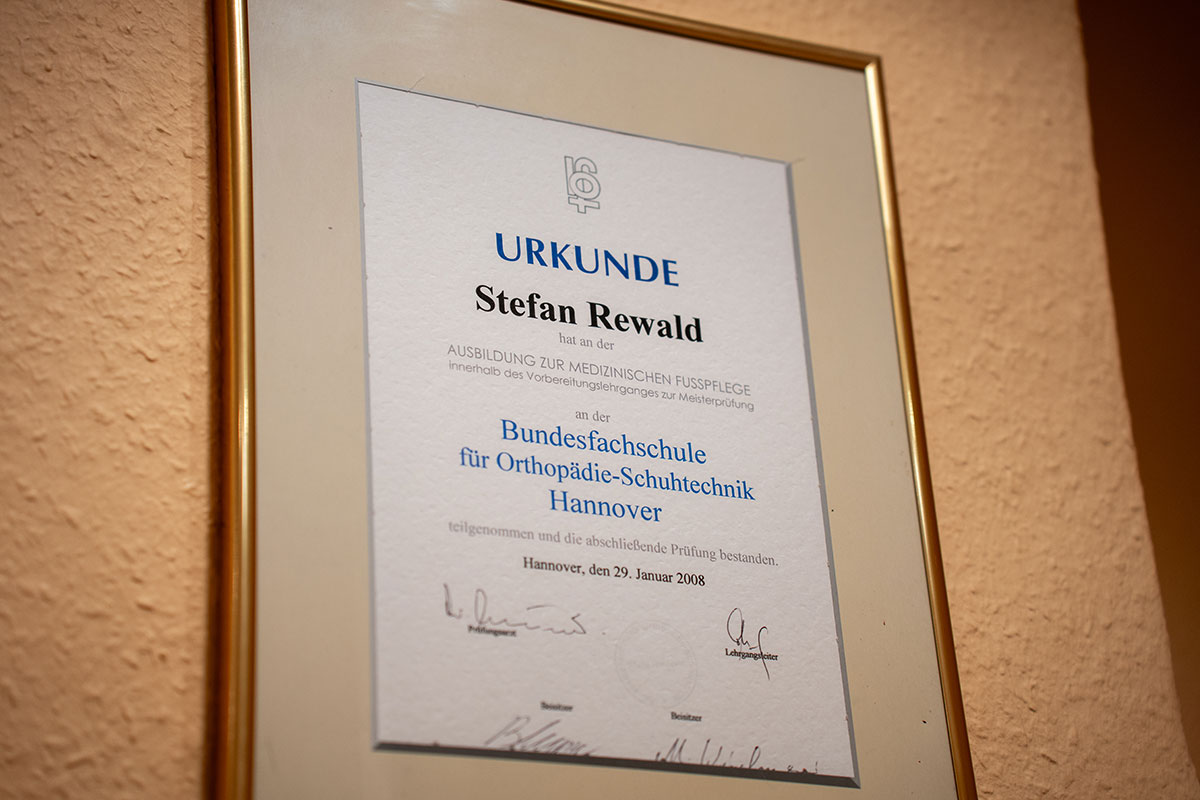 URKUNDE
Stefan Rewald
hat an der
AUSBILDUNG ZUR MEDIZINISCHEN FUSSPFLEGE
innerhalb des Vorbereitungslehrganges zur Meisterprüfung
an der
Bundesfachschule
für Orthopädie-Schuhtechnik
Hannover
teilgenommen und die abschließende Prüfung bestanden.
Hannover, den 29. Januar 2008
Prüfungsarzt
Lehrgangsleiter
Beisitzer
Beisitzer